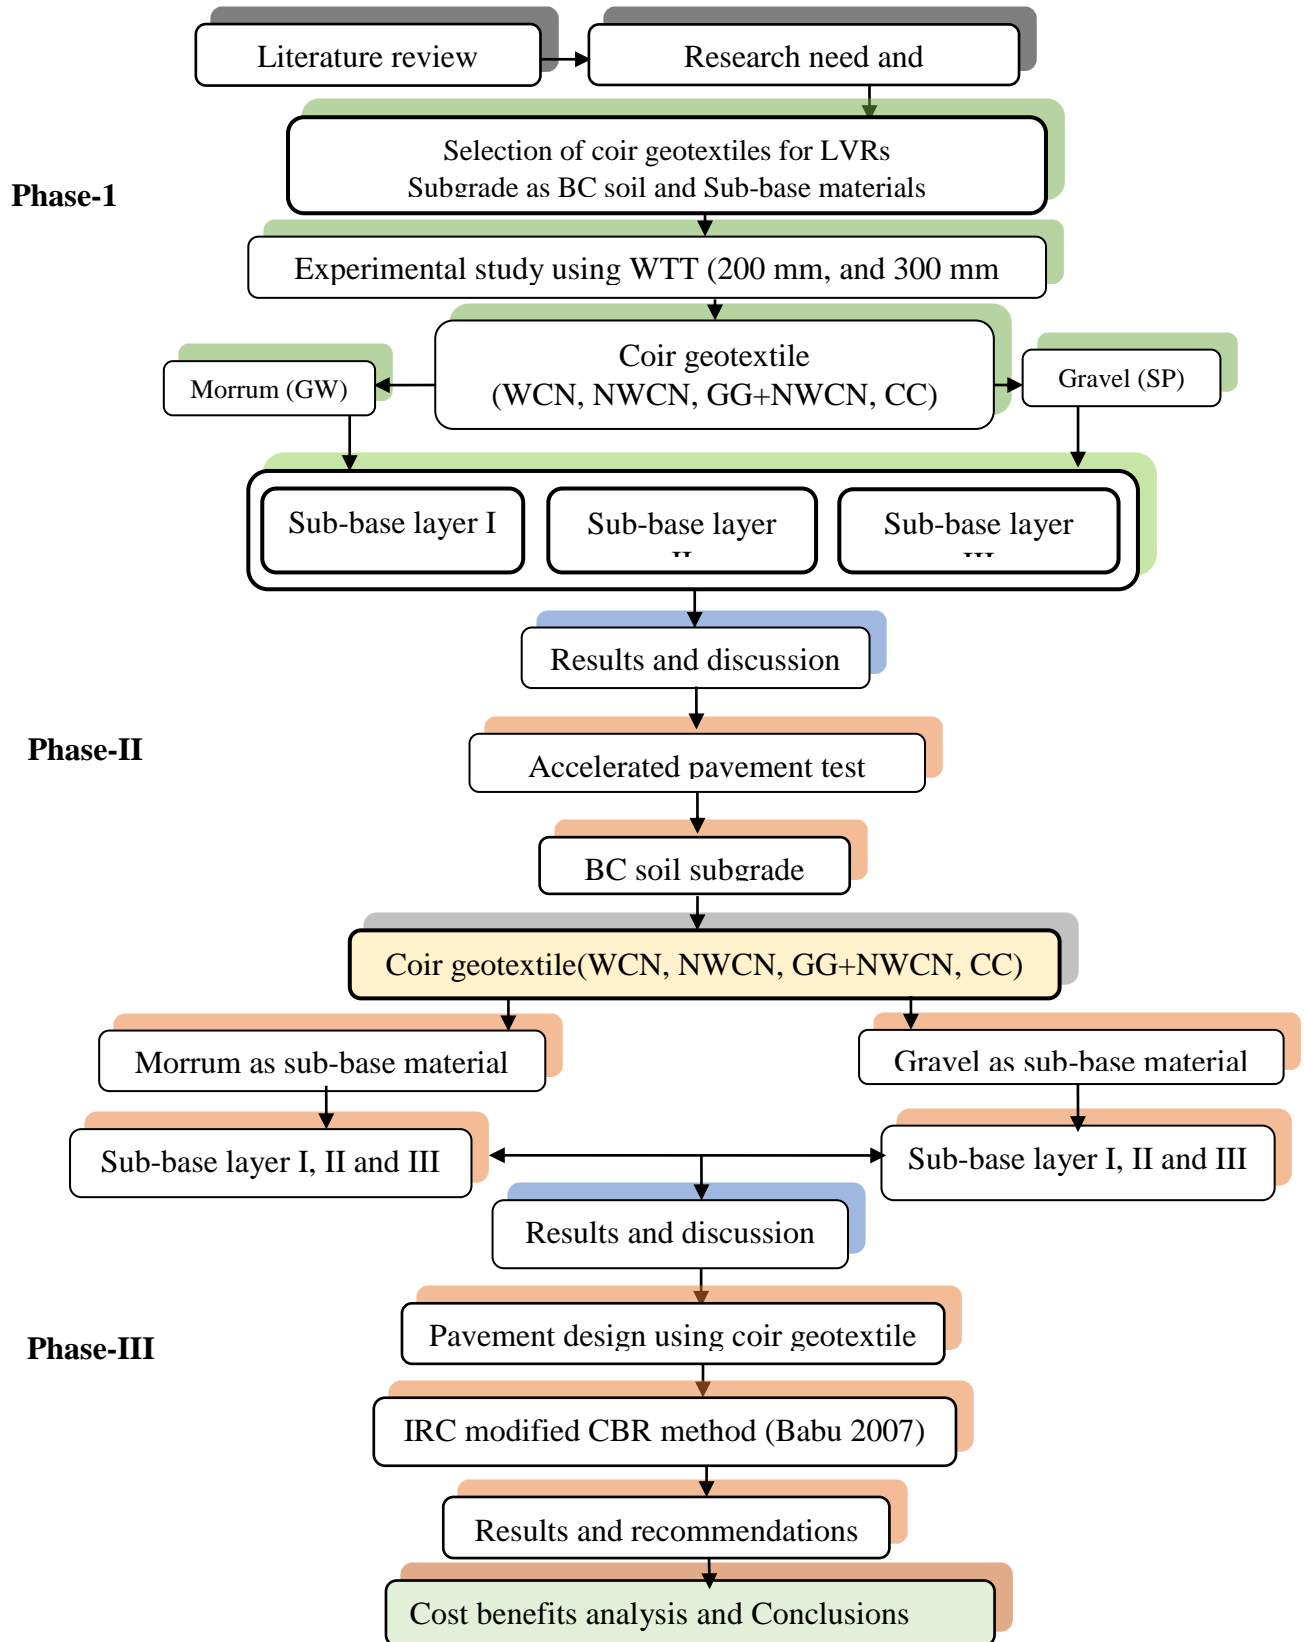 Literature review
Research need and
Phase-1
Selection of coir geotextiles for LVRs
Subgrade as BC soil and Sub-base materials
Experimental study using WTT (200 mm, and 300 mm
Coir geotextile
(WCN, NWCN, GG+NWCN, CC)
Morrum (GW)
Gravel (SP)
Sub-base layer I
Sub-base layer
II
Sub-base layer
III
Results and discussion
Phase-II
Accelerated pavement test
BC soil subgrade
Coir geotextile(WCN, NWCN, GG+NWCN, CC)
Morrum as sub-base material
Gravel as sub-base material
Sub-base layer I, II and III
Sub-base layer I, II and III
Results and discussion
Phase-III
Pavement design using coir geotextile
IRC modified CBR method (Babu 2007)
Results and recommendations
Cost benefits analysis and Conclusions